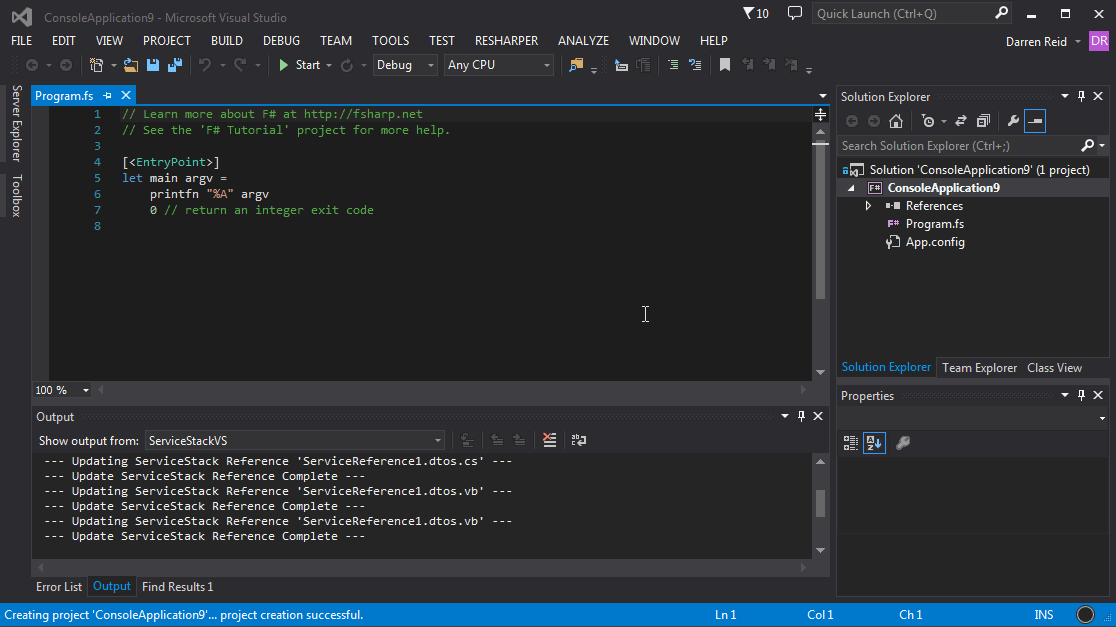 ConsoleApplication9 - Microsoft Visual Studio
10
Quick Launch (Ctrl+Q)
FILE EDIT VIEW PROJECT BUILD DEBUG TEAM TOOLS TEST RESHARPER ANALYZE WINDOW HELP
Darren Reid DR
Start Debug Any CPU
Server Explorer
Toolbox
Program.fs
1 // Learn more about F# at http://fsharp.net
2 // See the 'F# Tutorial' project for more help.
3
4 [<EntryPoint>]
5 let main argv =
6 printfn "%A" argv
7 0 // return an integer exit code
8
100 %
Output
Show output from: ServiceStackVS
--- Updating ServiceStack Reference 'ServiceReference1.dtos.cs' ---
--- Update ServiceStack Reference Complete ---
--- Updating ServiceStack Reference 'ServiceReference1.dtos.vb' ---
--- Update ServiceStack Reference Complete ---
--- Updating ServiceStack Reference 'ServiceReference1.dtos.vb' ---
--- Update ServiceStack Reference Complete ---
Error List Output Find Results 1
Solution Explorer
Search Solution Explorer (Ctrl+;)
Solution 'ConsoleApplication9' (1 project)
F# ConsoleApplication9
References
F# Program.fs
App.config
Solution Explorer Team Explorer Class View
Properties
Creating project 'ConsoleApplication9'... project creation successful.
Ln 1 Col 1 Ch 1 INS